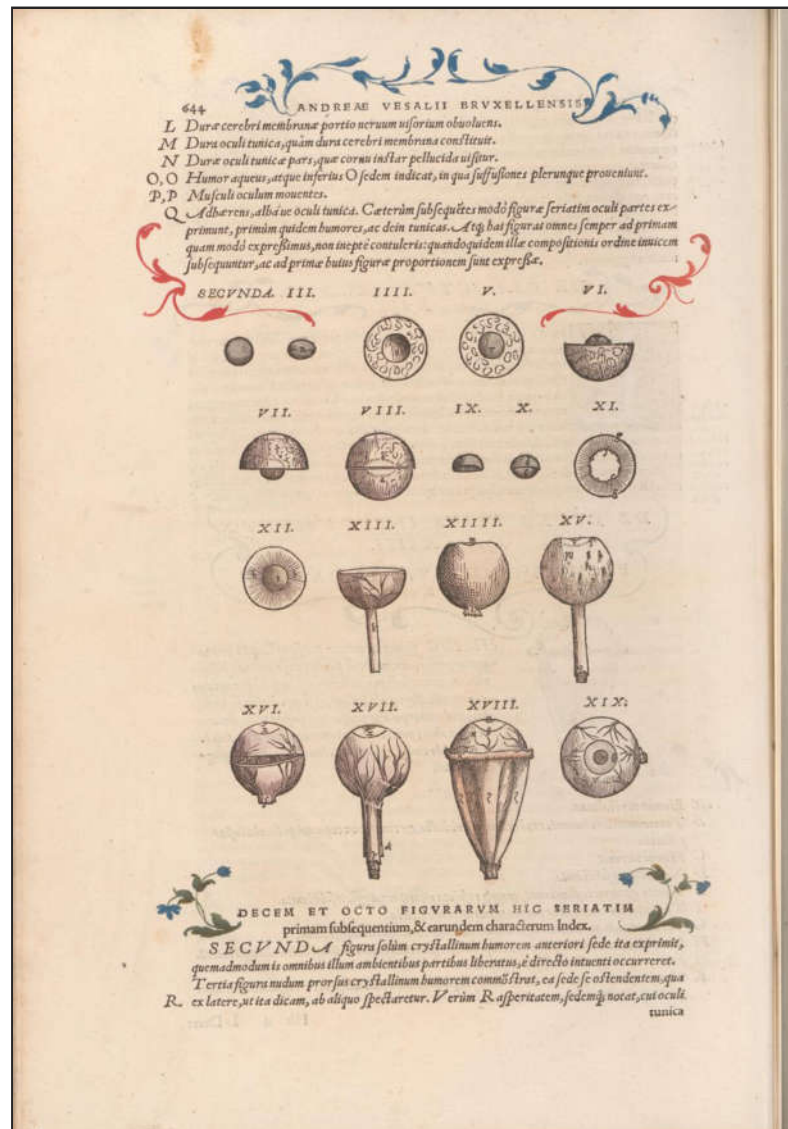 644 ANDREAE VESALII BRVXELLENSIS
L Duræ cerebri membranæ portio neruum uisorium obuoluens.
M Dura oculi tunica, quàm dura cerebri membrana constituit.
N Duræ oculi tunicæ pars, quæ cornu instar pellucida uisitur.
O, O Humor aqueus, atque inferius O sedem indicat, in qua suffusiones plerunque proueniunt.
P, P Musculi oculum mouentes.
Q Adhærens, alba'ue oculi tunica. Cæterùm subsequẽtes modò figuræ seriatim oculi partes ex-
primunt, primùm quidem humores, ac dein tunicas. Atq; has figuras omnes semper ad primam
quam modò expreßimus, non ineptè contuleris: quandoquidem illæ compositionis ordine inuicem
subsequuntur, ac ad primæ huius figuræ proportionem sunt expreßæ.
SECVNDA. III. IIII. V. VI.
VII. VIII. IX. X. XI.
XII. XIII. XIIII. XV.
XVI. XVII. XVIII. XIX.
DECEM ET OCTO FIGVRARVM HIC SERIATIM
primam subsequentium, & earundem characterum Index.
SECVNDA figura solùm crystallinum humorem anteriori sede ita exprimit,
quemadmodum is omnibus illum ambientibus partibus liberatus, è directo intuenti occurreret.
Tertia figura nudum prorsus crystallinum humorem commõstrat, ea sede se ostendentem, qua
R ex latere, ut ita dicam, ab aliquo spectaretur. Verùm R asperitatem, sedemq́; notat, cui oculi
tunica